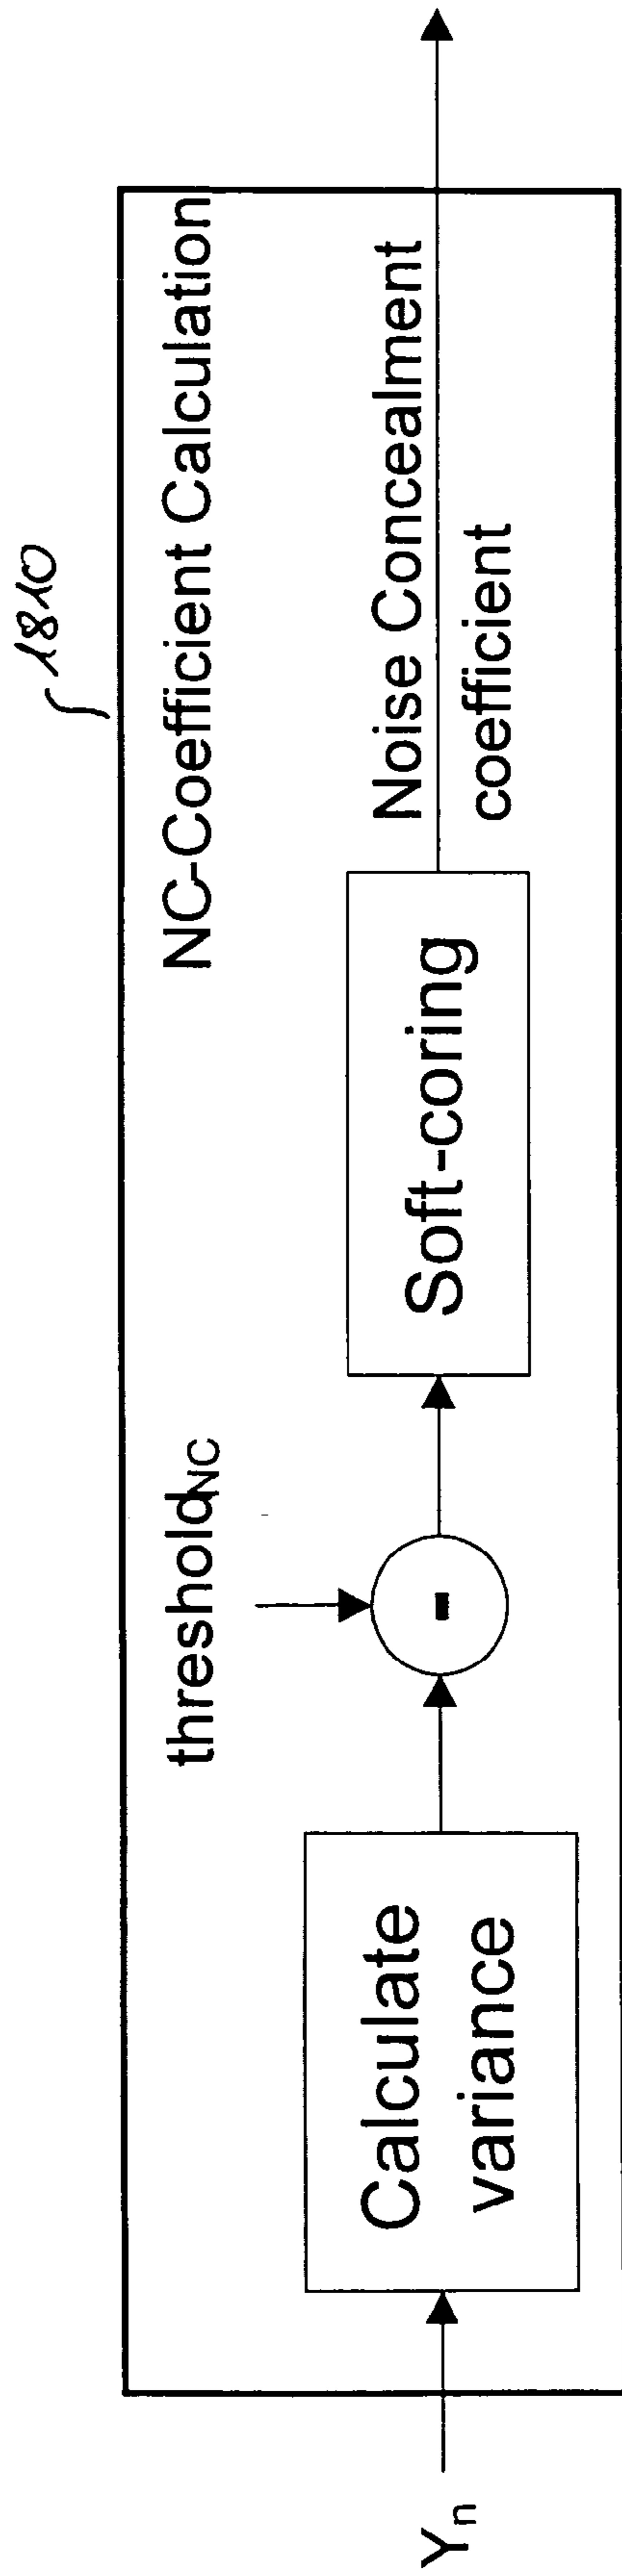 1810
NC-Coefficient Calculation
threshold_NC
Noise Concealment
coefficient
Y_n
Calculate
variance
-
Soft-coring